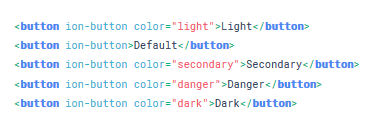 <button ion-button color="light">Light</button>
<button ion-button>Default</button>
<button ion-button color="secondary">Secondary</button>
<button ion-button color="danger">Danger</button>
<button ion-button color="dark">Dark</button>